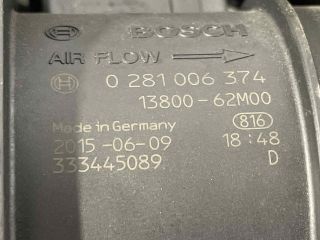 BOSCH
AIR FLOW
0 281 006 374
13800-62M00
Made in Germany 816
2015-06-09 18:48
333445089 D